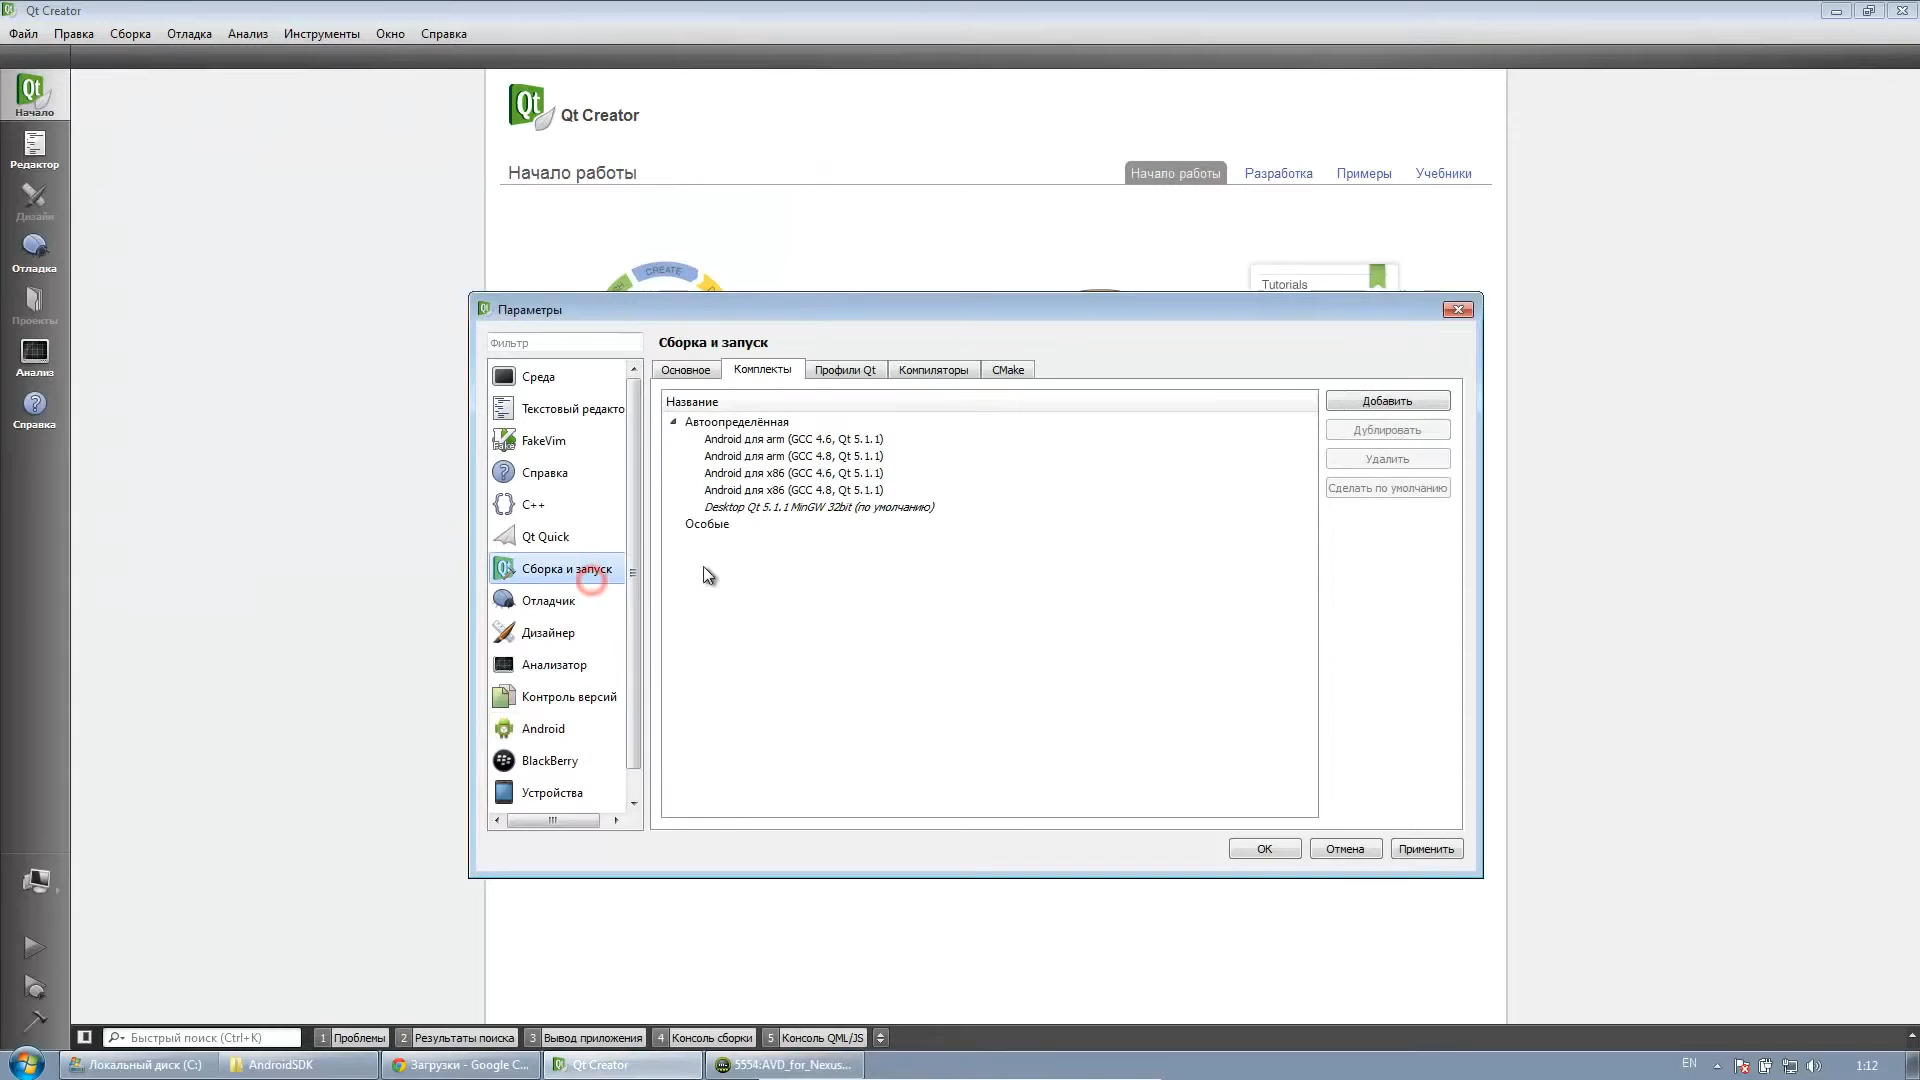 Qt Creator
Файл Правка Сборка Отладка Анализ Инструменты Окно Справка
Начало
Редактор
Дизайн
Отладка
Проекты
Анализ
Справка
Qt Creator
Начало работы
Начало работы Разработка Примеры Учебники
CREATE
Tutorials
Параметры
Фильтр
Среда
Текстовый редакто
FakeVim
Справка
C++
Qt Quick
Сборка и запуск
Отладчик
Дизайнер
Анализатор
Контроль версий
Android
BlackBerry
Устройства
Сборка и запуск
Основное Комплекты Профили Qt Компиляторы CMake
Название
Автоопределённая
Android для arm (GCC 4.6, Qt 5.1.1)
Android для arm (GCC 4.8, Qt 5.1.1)
Android для x86 (GCC 4.6, Qt 5.1.1)
Android для x86 (GCC 4.8, Qt 5.1.1)
Desktop Qt 5.1.1 MinGW 32bit (по умолчанию)
Особые
Добавить
Дублировать
Удалить
Сделать по умолчанию
OK Отмена Применить
Быстрый поиск (Ctrl+K) 1 Проблемы 2 Результаты поиска 3 Вывод приложения 4 Консоль сборки 5 Консоль QML/JS
Локальный диск (C:) AndroidSDK Загрузки - Google C... Qt Creator 5554:AVD_for_Nexus... EN 1:12